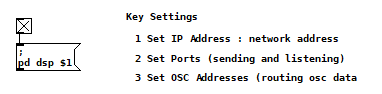 Key Settings
1 Set IP Address : network address
;
pd dsp $1
2 Set Ports (sending and listening)
3 Set OSC Addresses (routing osc data